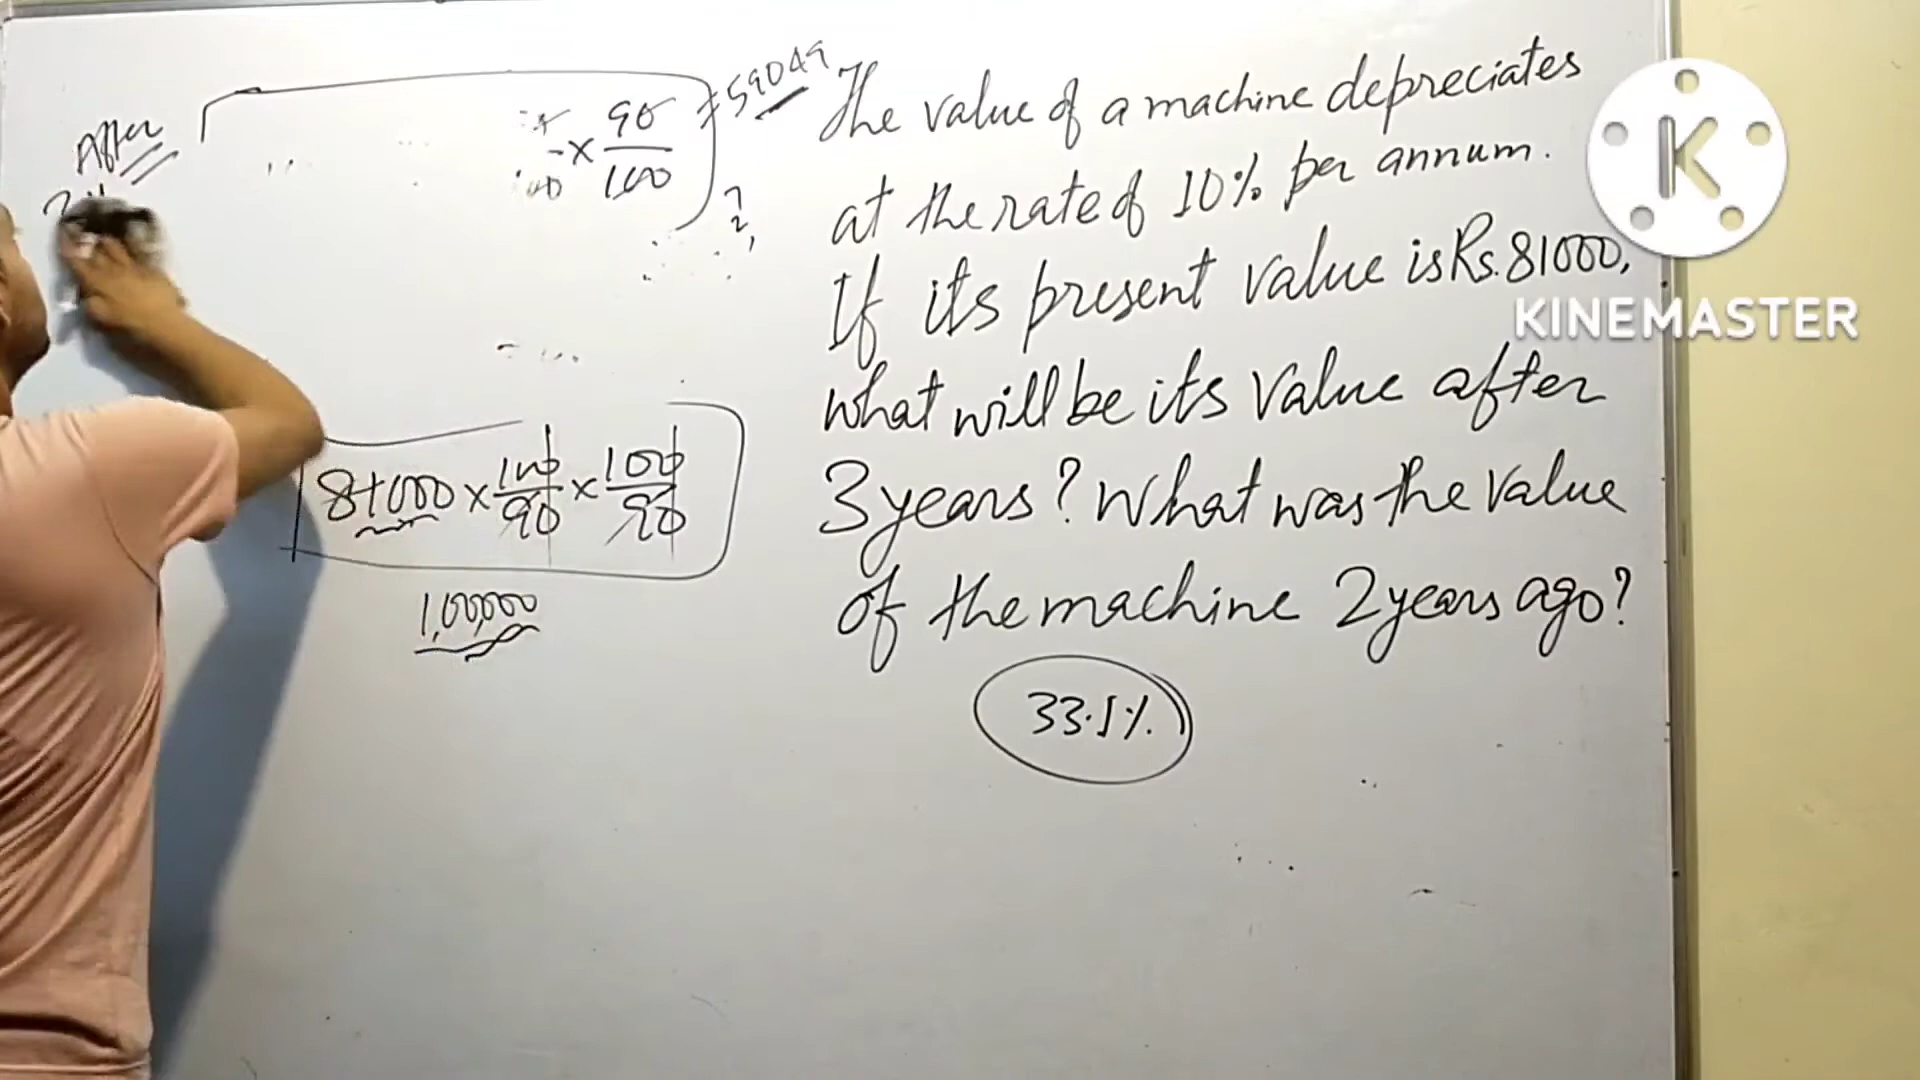 After
× 90/100 = 59049
81000 × 100/90 × 100/90
1,00,000
The value of a machine depreciates
at the rate of 10% per annum.
If its present value is Rs. 81000,
what will be its value after
3 years? What was the value
of the machine 2 years ago?
33.1%
K
KINEMASTER